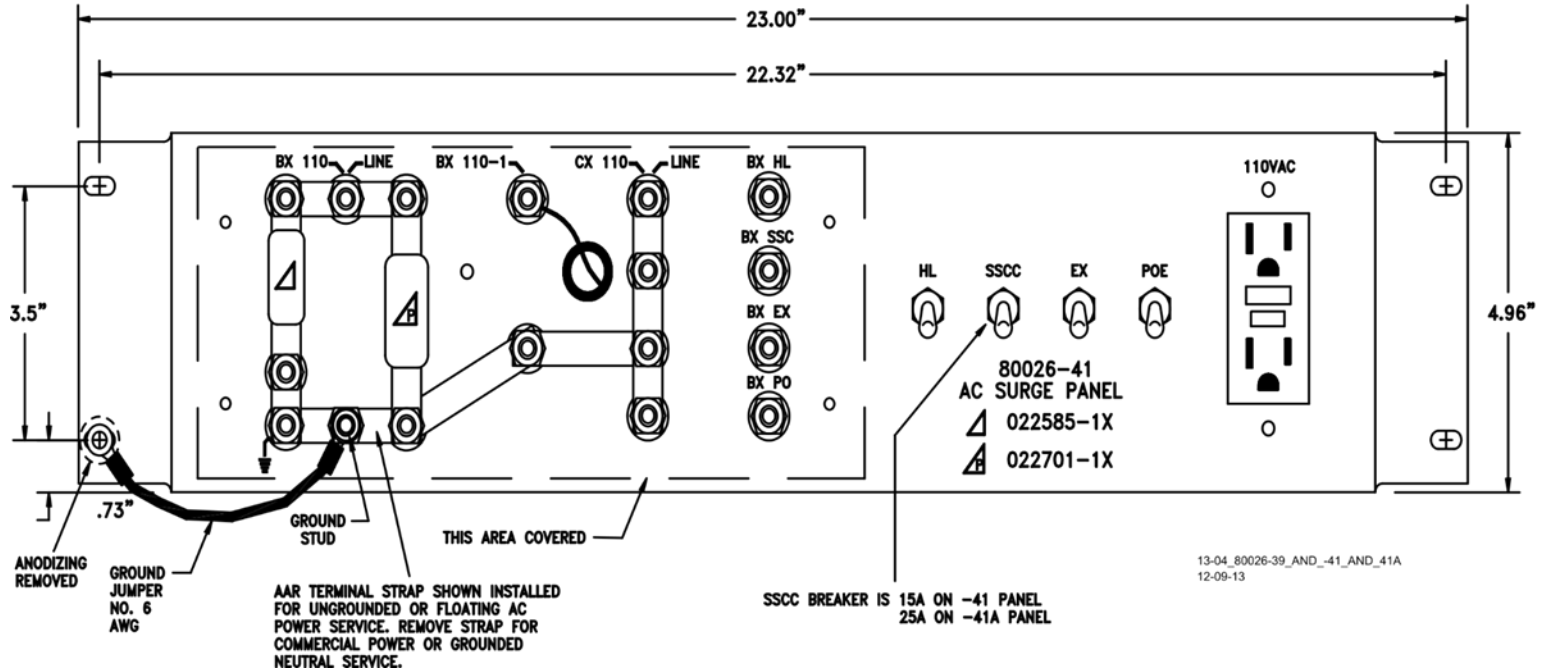 23.00"
22.32"
BX 110 LINE
BX 110-1
CX 110 LINE
BX HL
110VAC
BX SSC
HL
SSCC
EX
POE
3.5"
BX EX
4.96"
P
BX PO
80026-41
AC SURGE PANEL
022585-1X
P 022701-1X
.73"
GROUND
STUD
THIS AREA COVERED
ANODIZING
REMOVED
GROUND
JUMPER
NO. 6
AWG
AAR TERMINAL STRAP SHOWN INSTALLED
FOR UNGROUNDED OR FLOATING AC
POWER SERVICE. REMOVE STRAP FOR
COMMERCIAL POWER OR GROUNDED
NEUTRAL SERVICE.
SSCC BREAKER IS 15A ON -41 PANEL
25A ON -41A PANEL
13-04_80026-39_AND_-41_AND_41A
12-09-13